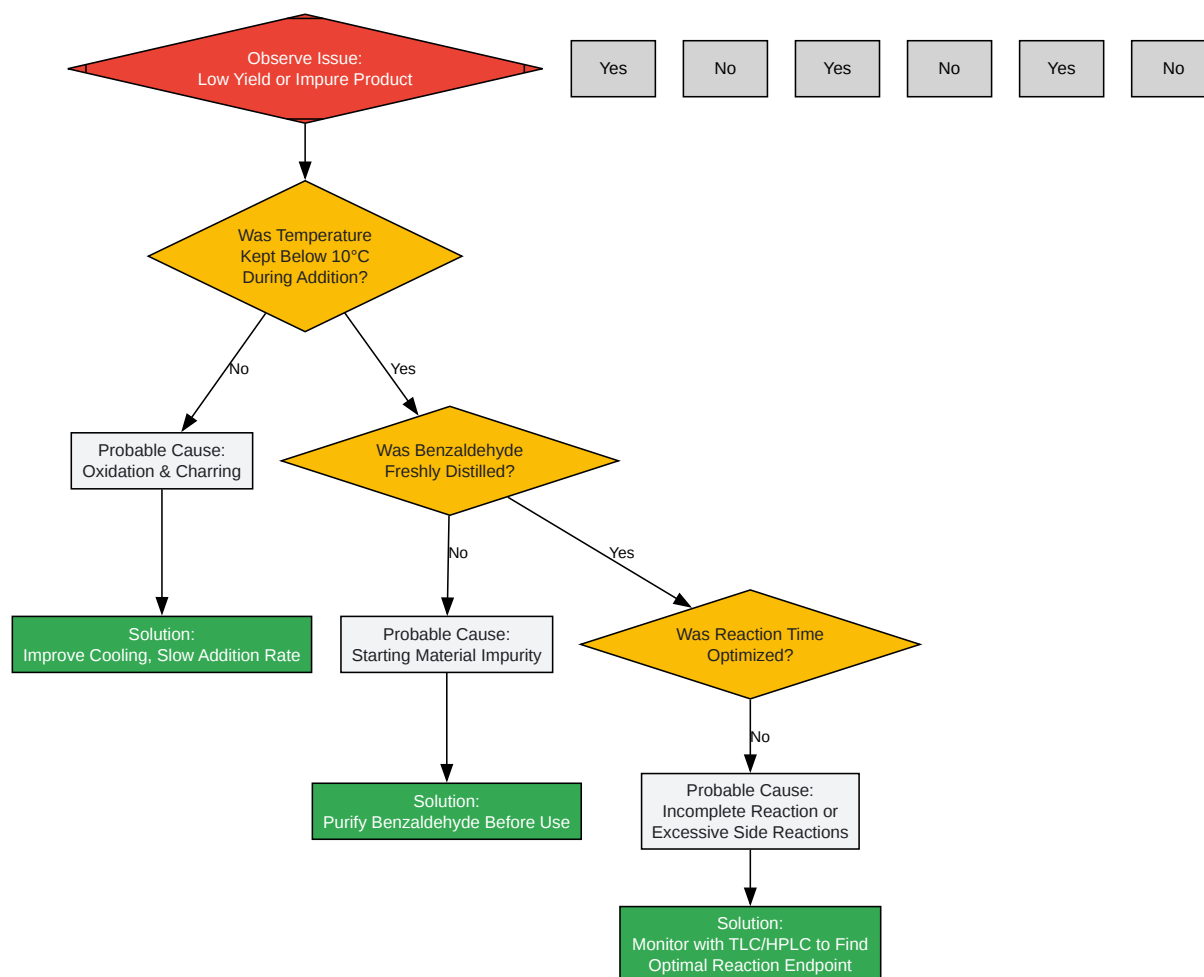 Observe Issue:
Low Yield or Impure Product
Yes
No
Yes
No
Yes
No
Was Temperature
Kept Below 10°C
During Addition?
No
Yes
Probable Cause:
Oxidation & Charring
Was Benzaldehyde
Freshly Distilled?
No
Yes
Solution:
Improve Cooling, Slow Addition Rate
Probable Cause:
Starting Material Impurity
Was Reaction Time
Optimized?
No
Solution:
Purify Benzaldehyde Before Use
Probable Cause:
Incomplete Reaction or
Excessive Side Reactions
Solution:
Monitor with TLC/HPLC to Find
Optimal Reaction Endpoint